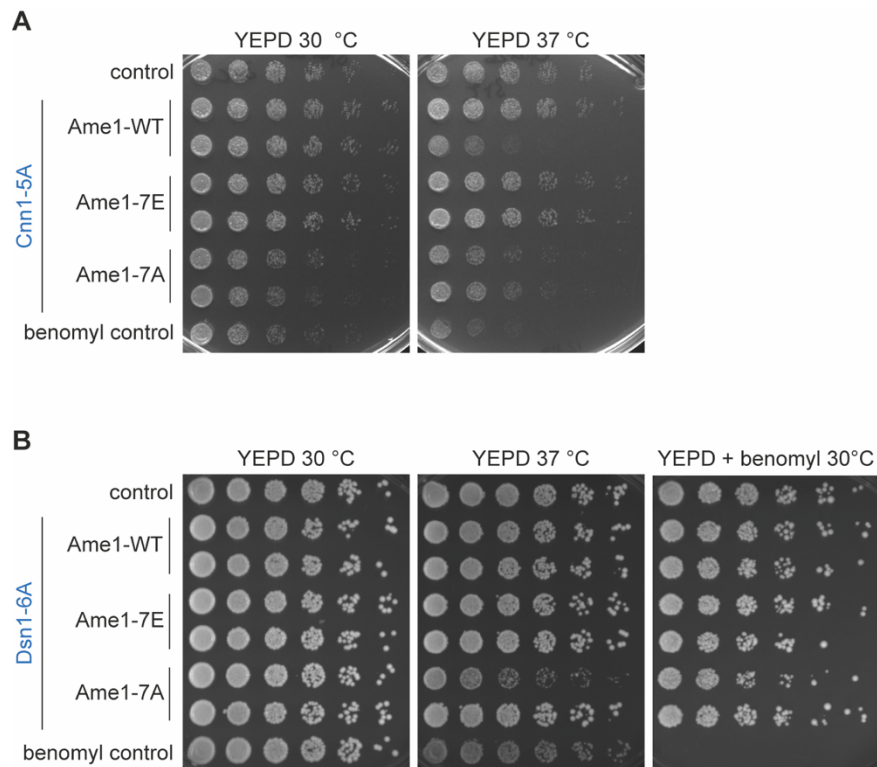 A
YEPD 30 °C
YEPD 37 °C
control
Ame1-WT
Cnn1-5A
Ame1-7E
Ame1-7A
benomyl control
B
YEPD 30 °C
YEPD 37 °C
YEPD + benomyl 30°C
control
Ame1-WT
Dsn1-6A
Ame1-7E
Ame1-7A
benomyl control